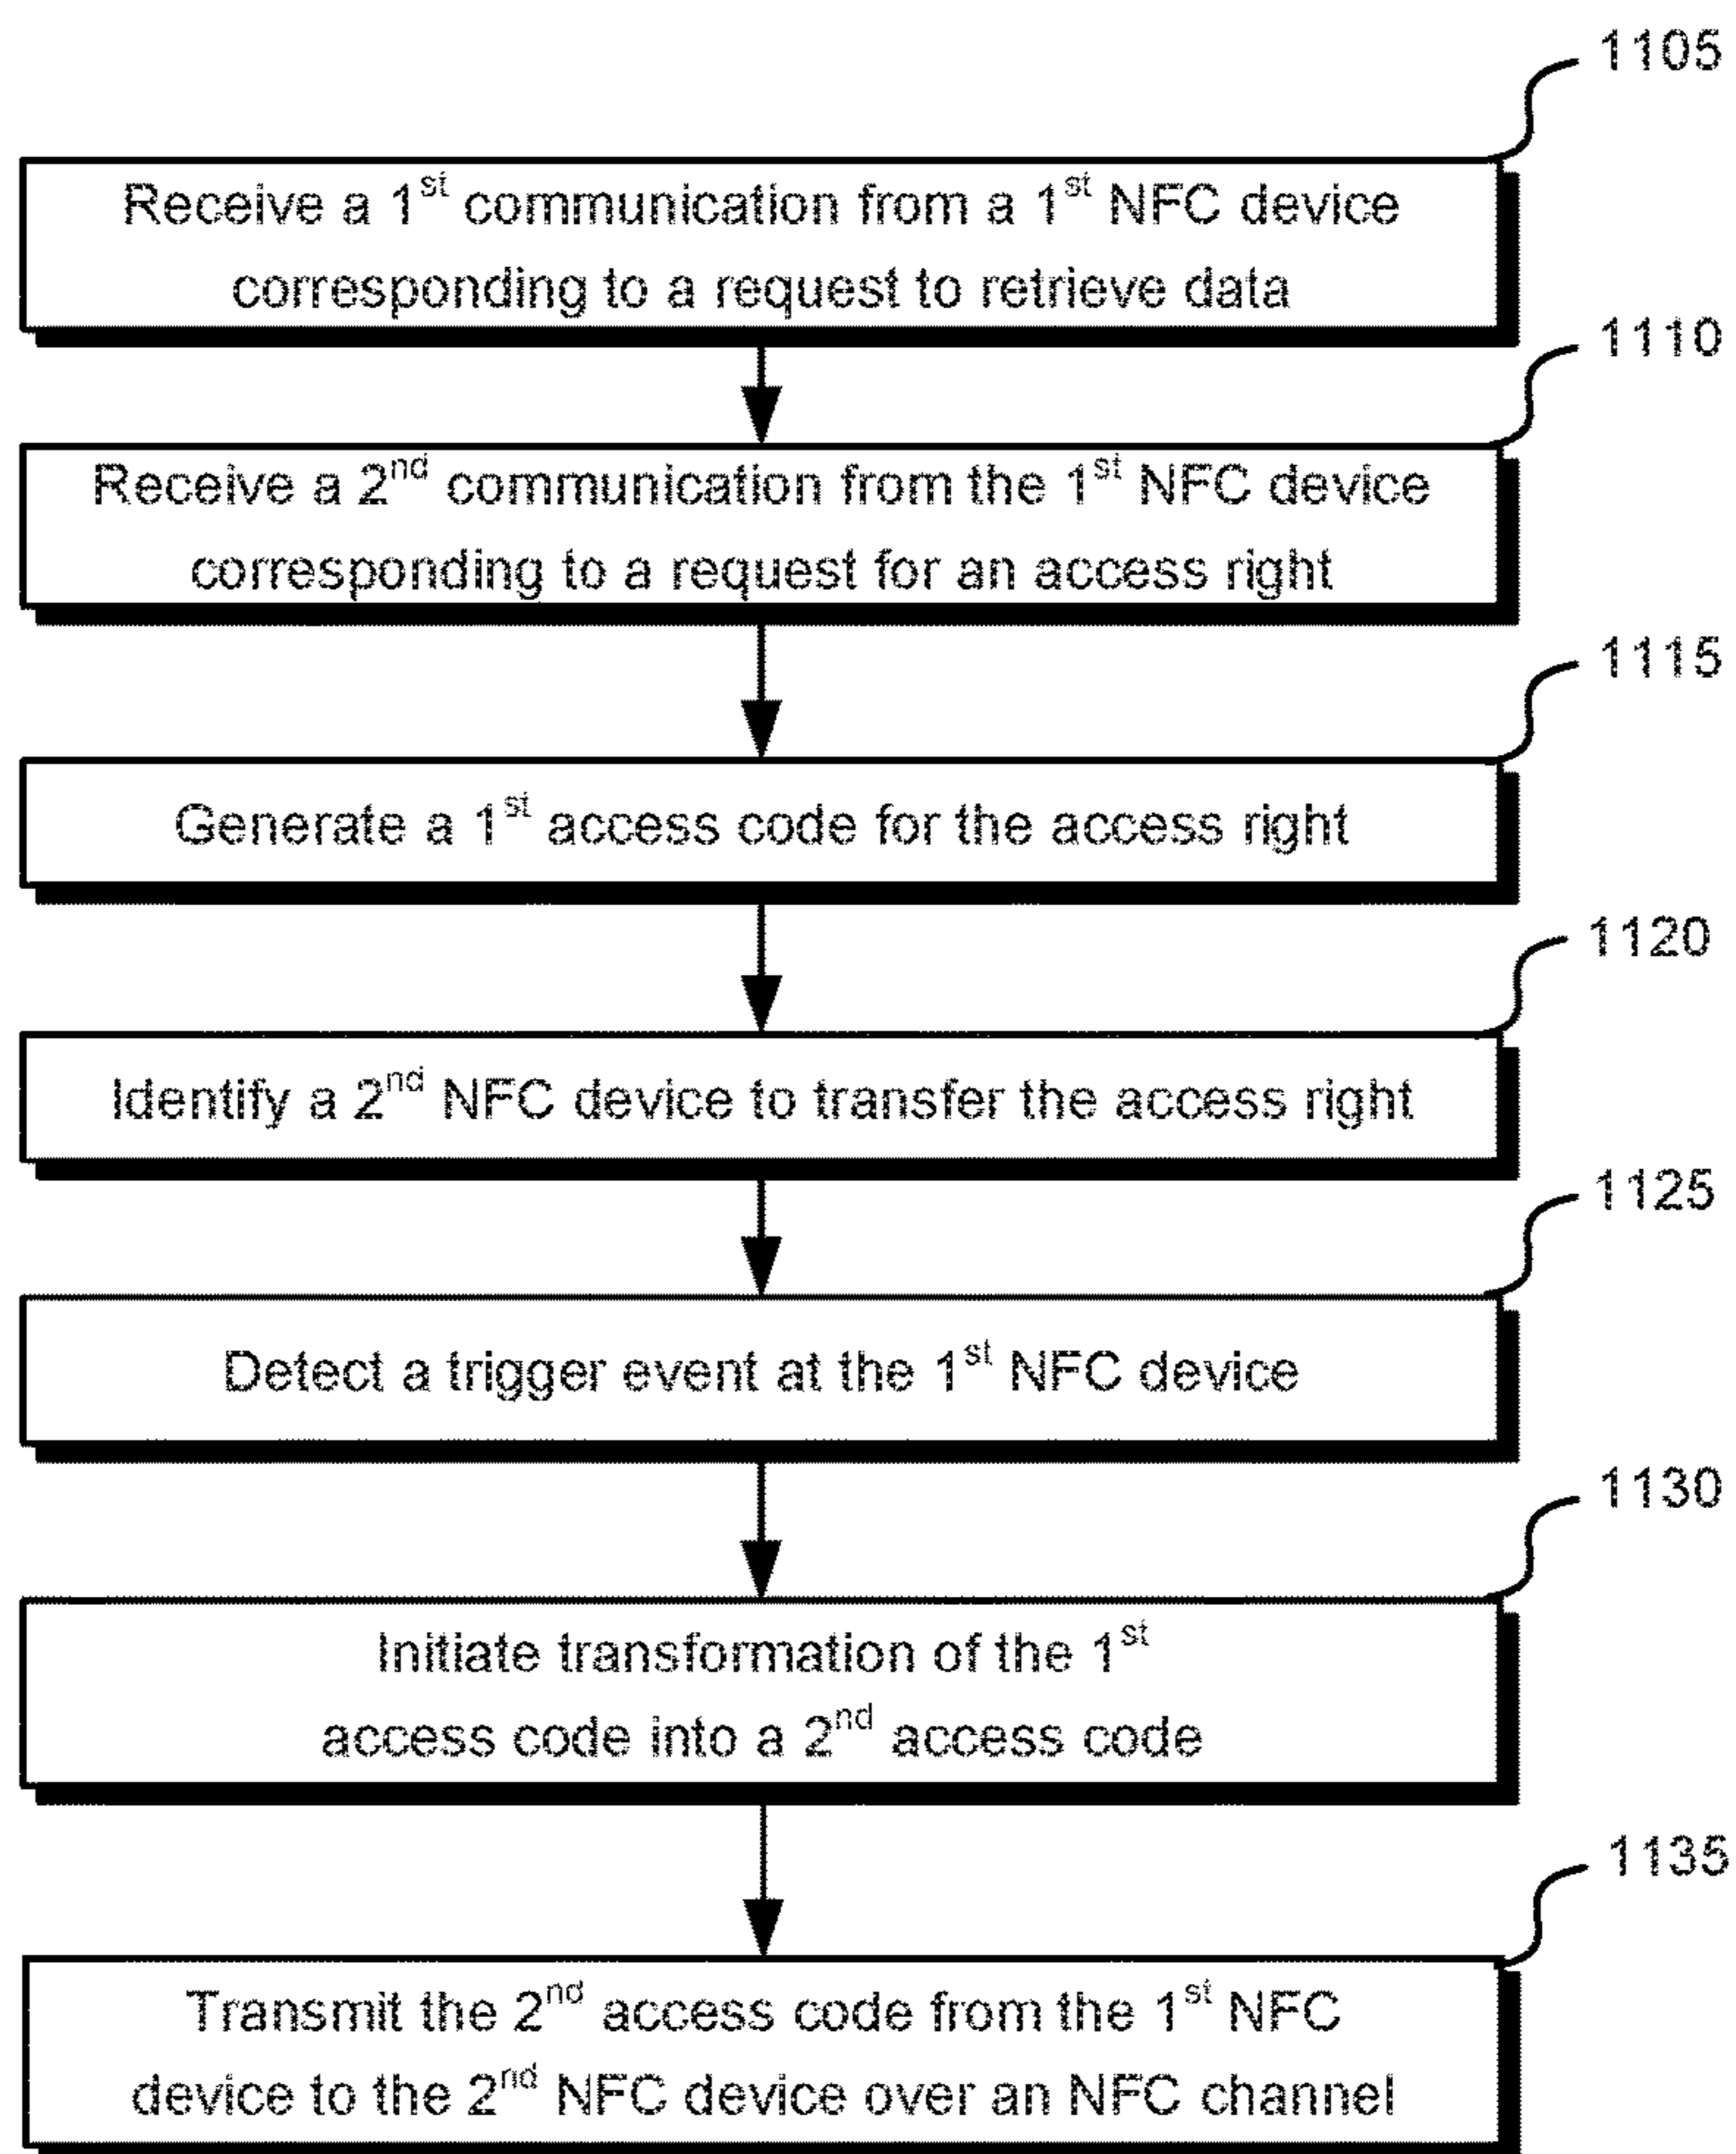 1105
Receive a 1st communication from a 1st NFC device
corresponding to a request to retrieve data
1110
Receive a 2nd communication from the 1st NFC device
corresponding to a request for an access right
1115
Generate a 1st access code for the access right
1120
Identify a 2nd NFC device to transfer the access right
1125
Detect a trigger event at the 1st NFC device
1130
Initiate transformation of the 1st
access code into a 2nd access code
1135
Transmit the 2nd access code from the 1st NFC
device to the 2nd NFC device over an NFC channel